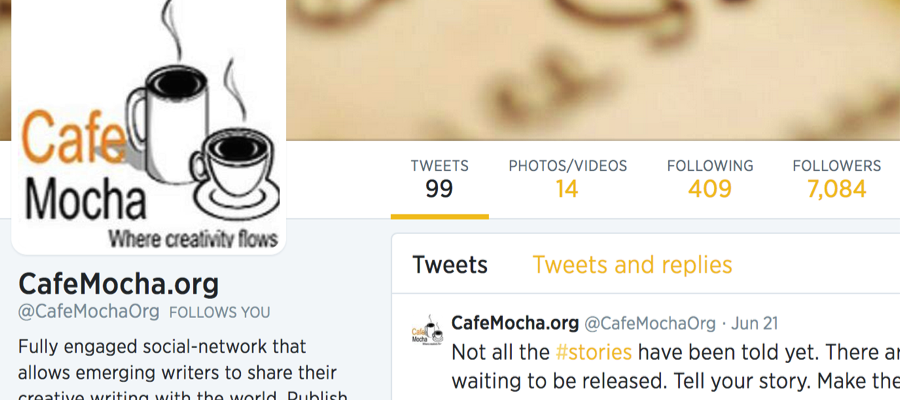 Cafe
Mocha
Where creativity flows
TWEETS PHOTOS/VIDEOS FOLLOWING FOLLOWERS
99 14 409 7,084
CafeMocha.org
@CafeMochaOrg FOLLOWS YOU
Fully engaged social-network that
allows emerging writers to share their
creative writing with the world. Publish
Tweets Tweets and replies
CafeMocha.org @CafeMochaOrg · Jun 21
Not all the #stories have been told yet. There ar
waiting to be released. Tell your story. Make the